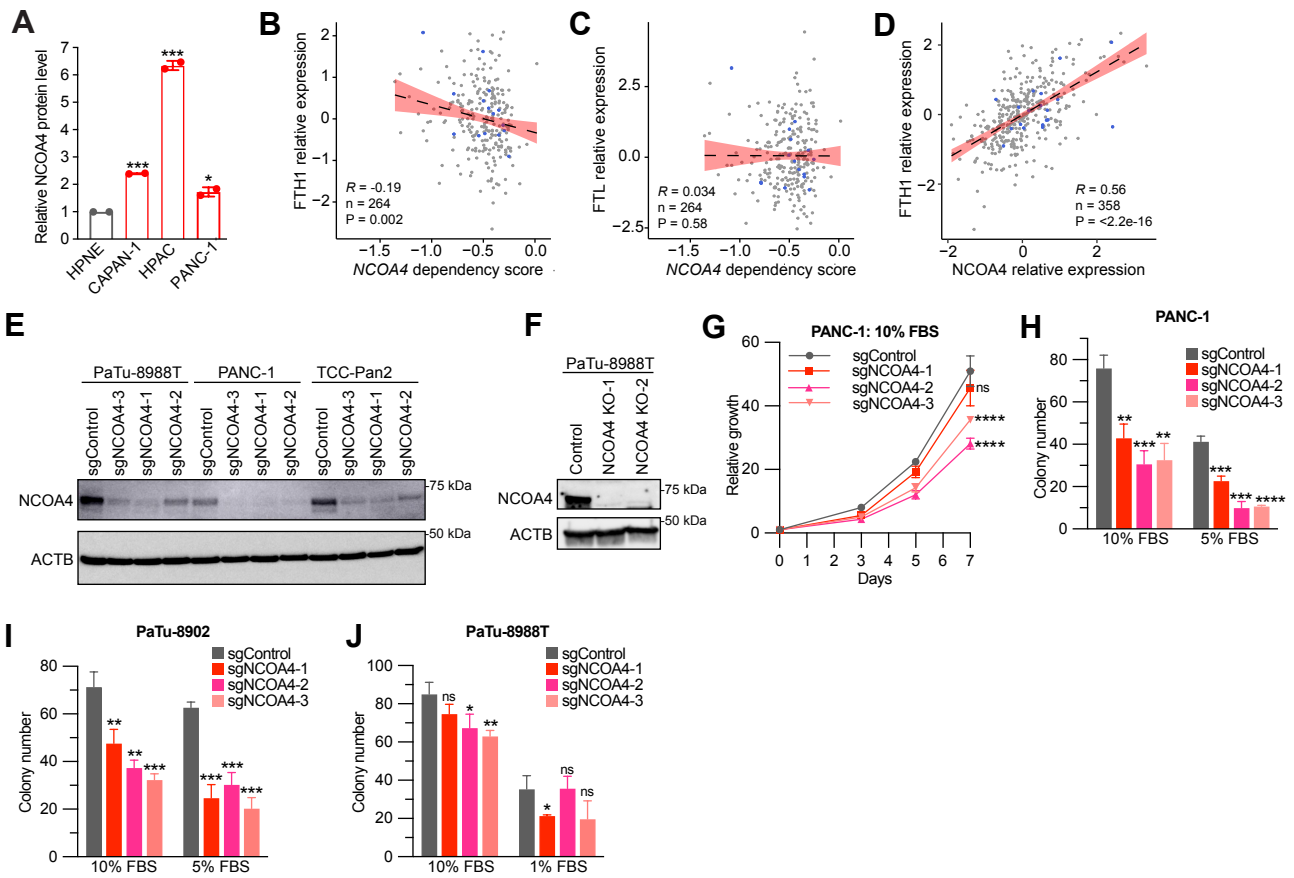 A
Relative NCOA4 protein level
7
6
5
4
3
2
1
0
***
***
*
HPNE
CAPAN-1
HPAC
PANC-1
B
FTH1 relative expression
2
1
0
−1
−2
R = -0.19
n = 264
P = 0.002
−1.5 −1.0 −0.5 0.0
NCOA4 dependency score
C
FTL relative expression
2.5
0.0
−2.5
R = 0.034
n = 264
P = 0.58
−1.5 −1.0 −0.5 0.0
NCOA4 dependency score
D
FTH1 relative expression
2
0
−2
R = 0.56
n = 358
P = <2.2e-16
−2 0 2
NCOA4 relative expression
E
PaTu-8988T PANC-1 TCC-Pan2
sgControl
sgNCOA4-3
sgNCOA4-1
sgNCOA4-2
sgControl
sgNCOA4-3
sgNCOA4-1
sgNCOA4-2
sgControl
sgNCOA4-3
sgNCOA4-1
sgNCOA4-2
NCOA4
-75 kDa
-50 kDa
ACTB
F
PaTu-8988T
Control
NCOA4 KO-1
NCOA4 KO-2
NCOA4
-75 kDa
-50 kDa
ACTB
G
PANC-1: 10% FBS
sgControl
sgNCOA4-1
sgNCOA4-2
sgNCOA4-3
Relative growth
60
40
20
0
ns
****
****
0 1 2 3 4 5 6 7
Days
H
PANC-1
sgControl
sgNCOA4-1
sgNCOA4-2
sgNCOA4-3
Colony number
80
60
40
20
0
** *** **
*** *** ****
10% FBS 5% FBS
I
PaTu-8902
sgControl
sgNCOA4-1
sgNCOA4-2
sgNCOA4-3
Colony number
80
60
40
20
0
** ** ***
*** *** ***
10% FBS 5% FBS
J
PaTu-8988T
sgControl
sgNCOA4-1
sgNCOA4-2
sgNCOA4-3
Colony number
100
80
60
40
20
0
ns * **
* ns ns
10% FBS 1% FBS